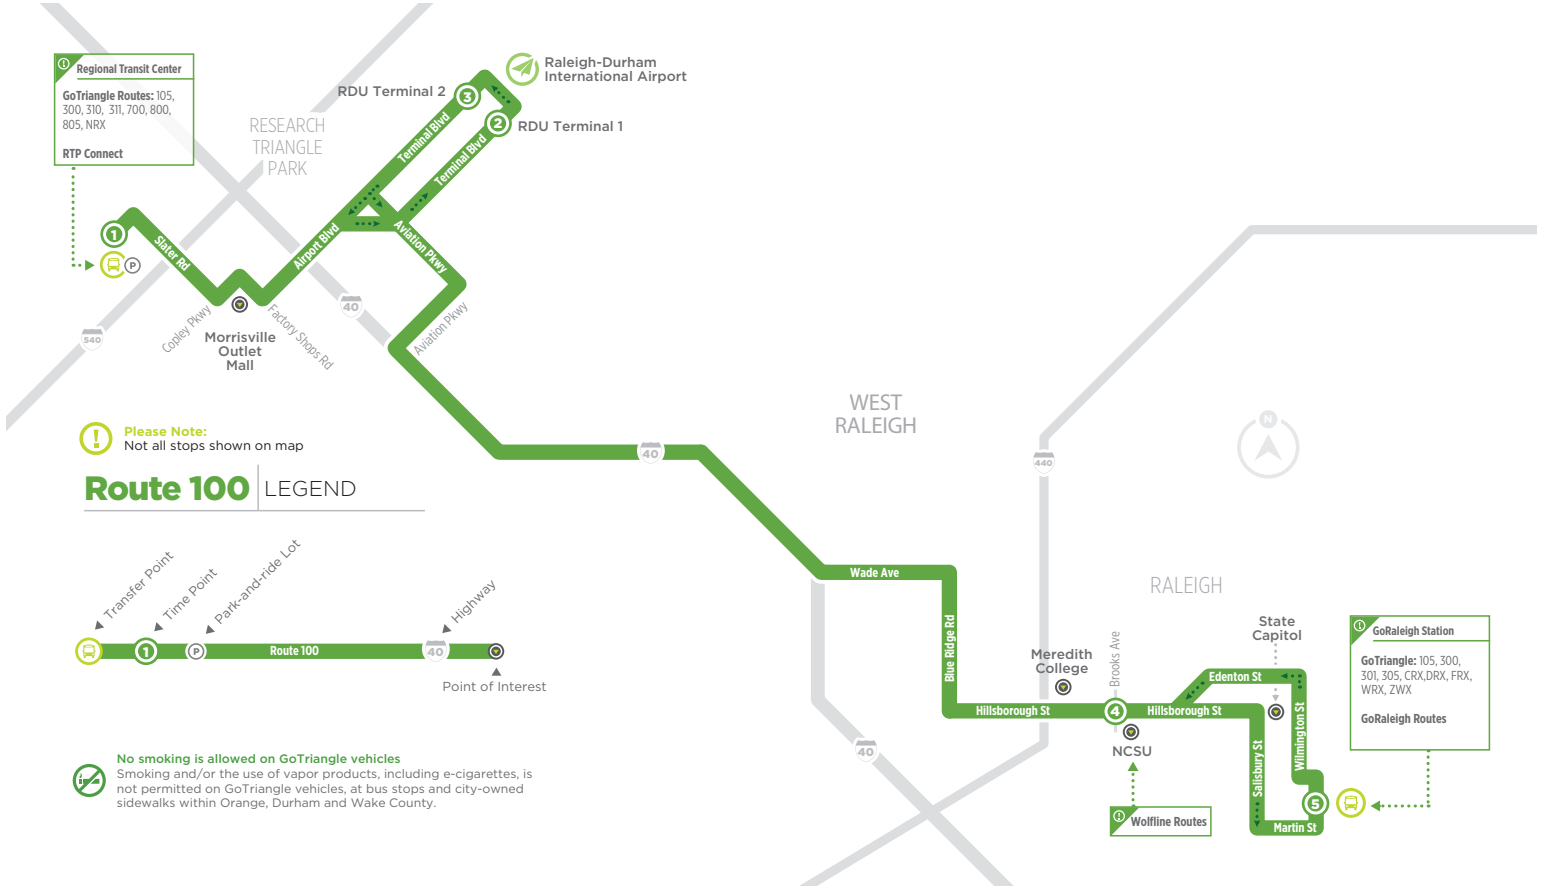 Regional Transit Center
GoTriangle Routes: 105,
300, 310, 311, 700, 800,
805, NRX
RTP Connect
RESEARCH
TRIANGLE
PARK
RDU Terminal 2
3
Raleigh-Durham
International Airport
2
RDU Terminal 1
Terminal Blvd
Terminal Blvd
1
P
Slater Rd
Airport Blvd
Aviation Pkwy
Aviation Pkwy
40
540
Copley Pkwy
Factory Shops Rd
Morrisville
Outlet
Mall
Please Note:
Not all stops shown on map
Route 100 LEGEND
Transfer Point
Time Point
Park-and-ride Lot
Highway
1
P
Route 100
40
Point of Interest
No smoking is allowed on GoTriangle vehicles
Smoking and/or the use of vapor products, including e-cigarettes, is
not permitted on GoTriangle vehicles, at bus stops and city-owned
sidewalks within Orange, Durham and Wake County.
40
WEST
RALEIGH
440
N
Wade Ave
Blue Ridge Rd
40
RALEIGH
Meredith
College
Brooks Ave
State
Capitol
Edenton St
Hillsborough St
4
Hillsborough St
NCSU
Wolfline Routes
Salisbury St
Wilmington St
Martin St
5
GoRaleigh Station
GoTriangle: 105, 300,
301, 305, CRX,DRX, FRX,
WRX, ZWX
GoRaleigh Routes